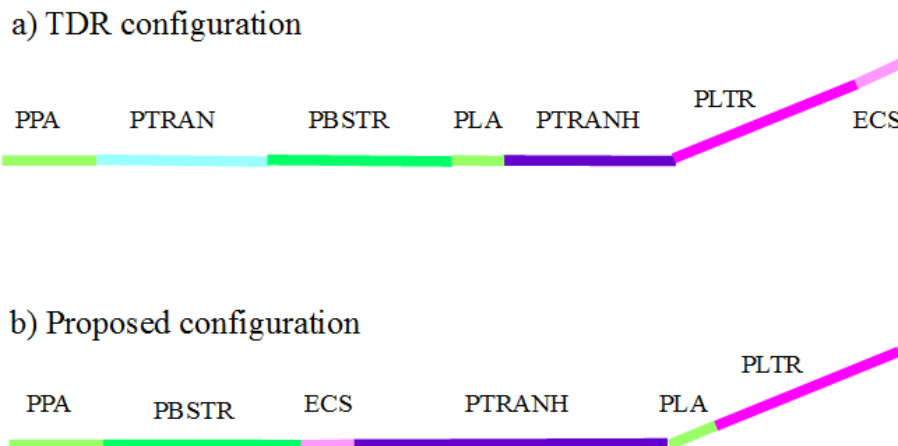 a) TDR configuration
PPA PTRAN PBSTR PLA PTRANH PLTR ECS
b) Proposed configuration
PPA PBSTR ECS PTRANH PLA PLTR